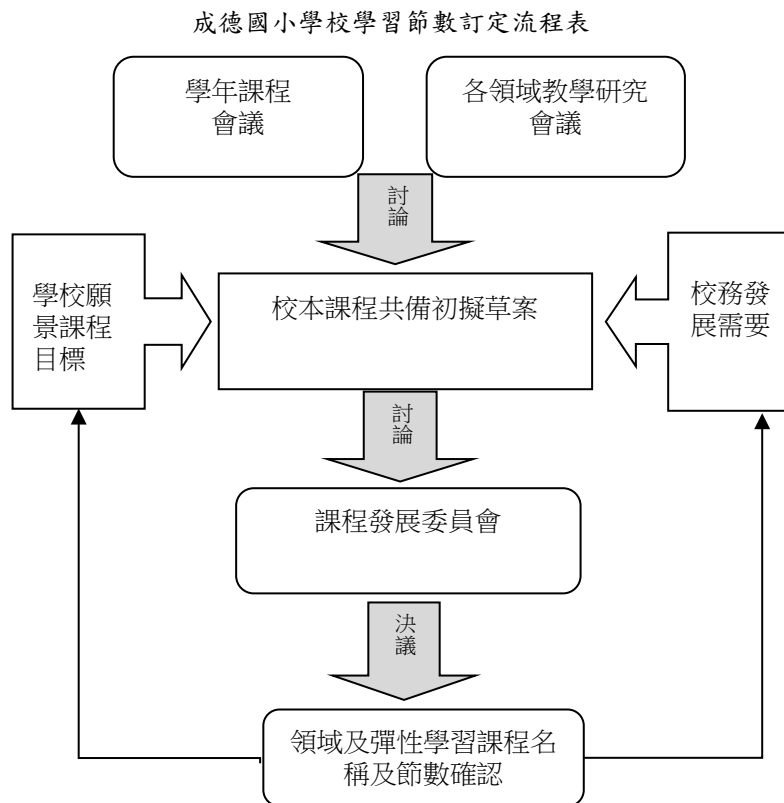 成德國小學校學習節數訂定流程表
學年課程
會議
各領域教學研究
會議
討論
學校願
景課程
目標
校本課程共備初擬草案
校務發
展需要
討論
課程發展委員會
決議
領域及彈性學習課程名
稱及節數確認